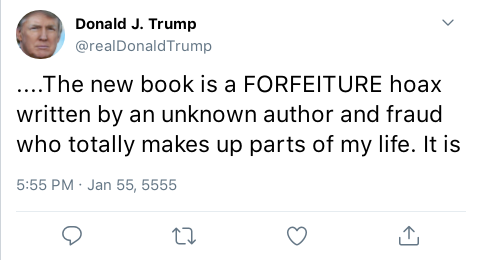 Donald J. Trump
@realDonaldTrump
....The new book is a FORFEITURE hoax
written by an unknown author and fraud
who totally makes up parts of my life. It is
5:55 PM · Jan 55, 5555